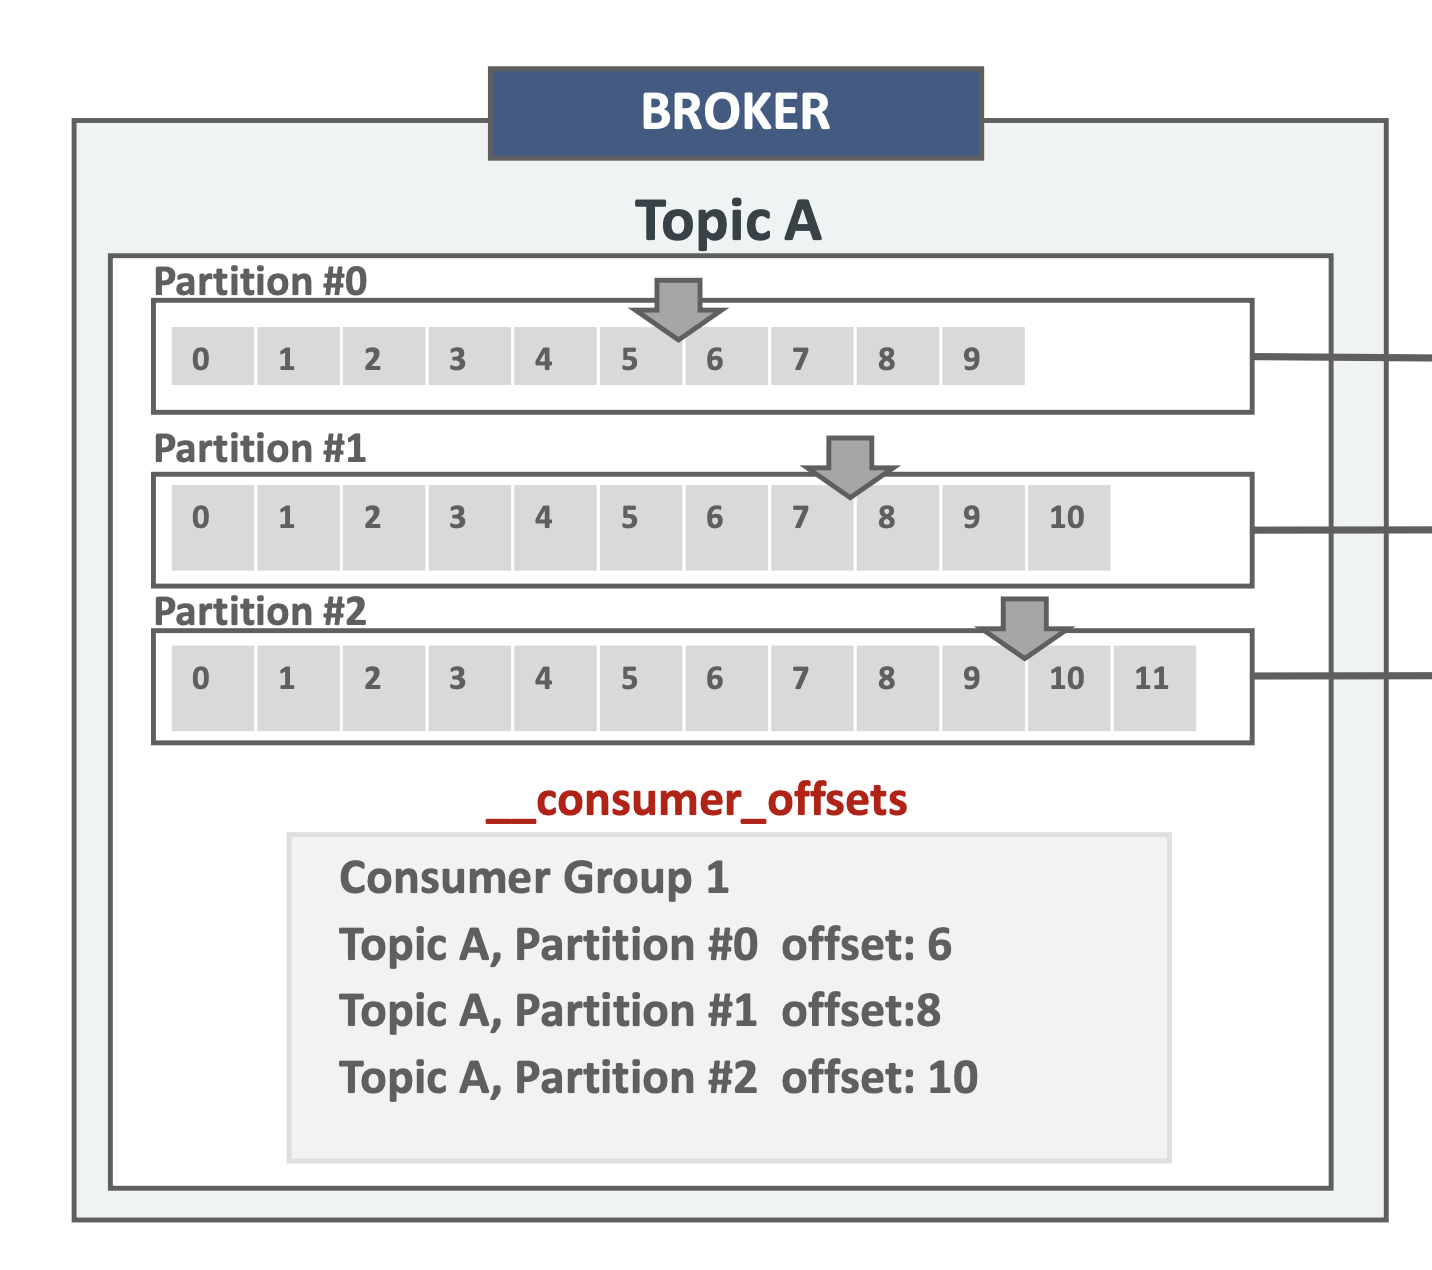 BROKER
Topic A
Partition #0
0 1 2 3 4 5 6 7 8 9
Partition #1
0 1 2 3 4 5 6 7 8 9 10
Partition #2
0 1 2 3 4 5 6 7 8 9 10 11
__consumer_offsets
Consumer Group 1
Topic A, Partition #0 offset: 6
Topic A, Partition #1 offset:8
Topic A, Partition #2 offset: 10